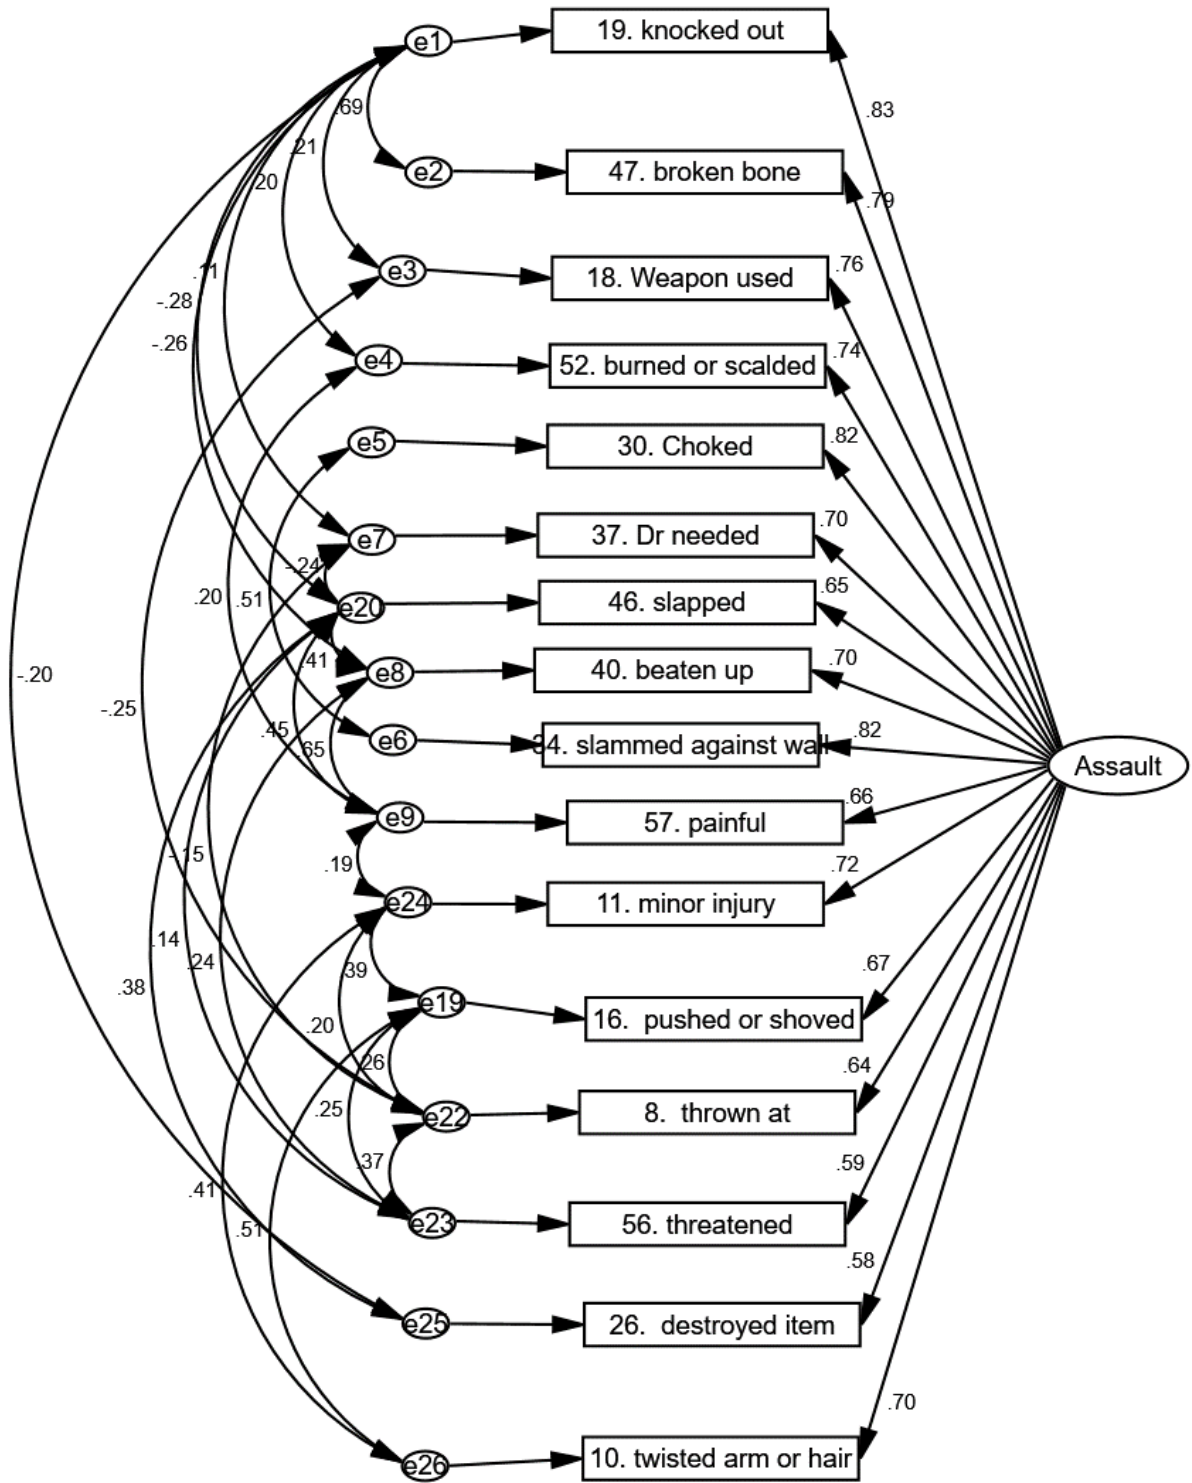 e1
19. knocked out
.83
.69
.21
.20
e2
47. broken bone
.79
e3
18. Weapon used
.76
.11
-.28
-.26
e4
52. burned or scalded
.74
e5
30. Choked
.82
e7
37. Dr needed
.70
-.24
.20
.51
e20
46. slapped
.65
.41
e8
40. beaten up
.70
-.20
-.25
.45
.65
e6
34. slammed against wall
.82
Assault
e9
57. painful
.66
-.15
.19
e24
11. minor injury
.72
.14
.24
.39
.38
e19
16. pushed or shoved
.67
.20
.26
.25
e22
8. thrown at
.64
.37
.41
.51
e23
56. threatened
.59
e25
26. destroyed item
.58
e26
10. twisted arm or hair
.70